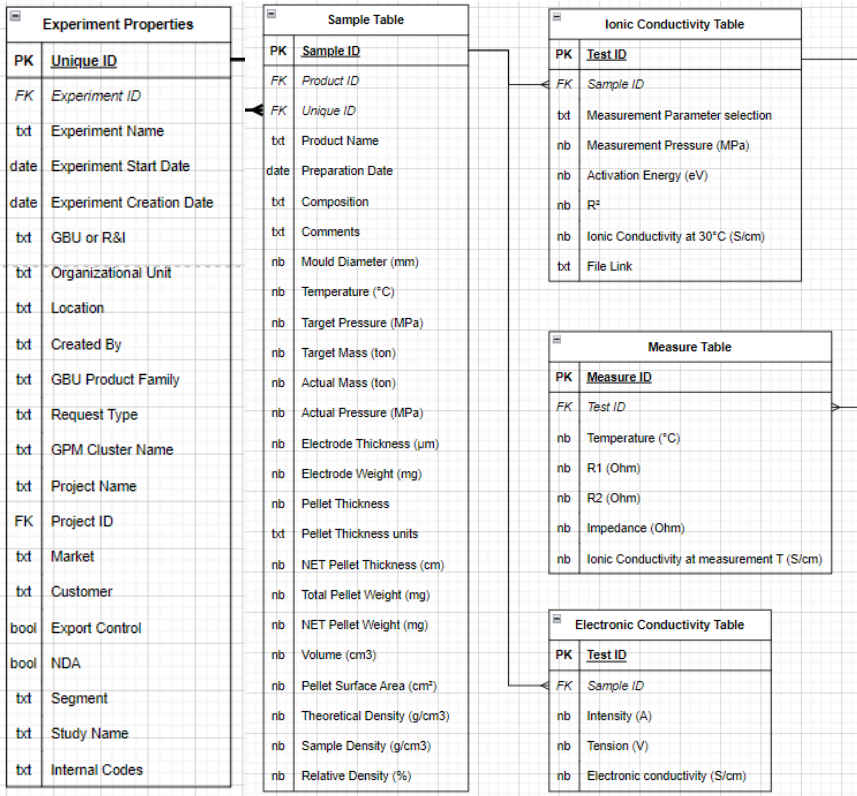 Experiment Properties
PK Unique ID
FK Experiment ID
txt Experiment Name
date Experiment Start Date
date Experiment Creation Date
txt GBU or R&I
txt Organizational Unit
txt Location
txt Created By
txt GBU Product Family
txt Request Type
txt GPM Cluster Name
txt Project Name
FK Project ID
txt Market
txt Customer
bool Export Control
bool NDA
txt Segment
txt Study Name
txt Internal Codes
Sample Table
PK Sample ID
FK Product ID
FK Unique ID
txt Product Name
date Preparation Date
txt Composition
txt Comments
nb Mould Diameter (mm)
nb Temperature (°C)
nb Target Pressure (MPa)
nb Target Mass (ton)
nb Actual Mass (ton)
nb Actual Pressure (MPa)
nb Electrode Thickness (µm)
nb Electrode Weight (mg)
nb Pellet Thickness
txt Pellet Thickness units
nb NET Pellet Thickness (cm)
nb Total Pellet Weight (mg)
nb NET Pellet Weight (mg)
nb Volume (cm3)
nb Pellet Surface Area (cm²)
nb Theoretical Density (g/cm3)
nb Sample Density (g/cm3)
nb Relative Density (%)
Ionic Conductivity Table
PK Test ID
FK Sample ID
txt Measurement Parameter selection
nb Measurement Pressure (MPa)
nb Activation Energy (eV)
nb R²
nb Ionic Conductivity at 30°C (S/cm)
txt File Link
Measure Table
PK Measure ID
FK Test ID
nb Temperature (°C)
nb R1 (Ohm)
nb R2 (Ohm)
nb Impedance (Ohm)
nb Ionic Conductivity at measurement T (S/cm)
Electronic Conductivity Table
PK Test ID
FK Sample ID
nb Intensity (A)
nb Tension (V)
nb Electronic conductivity (S/cm)